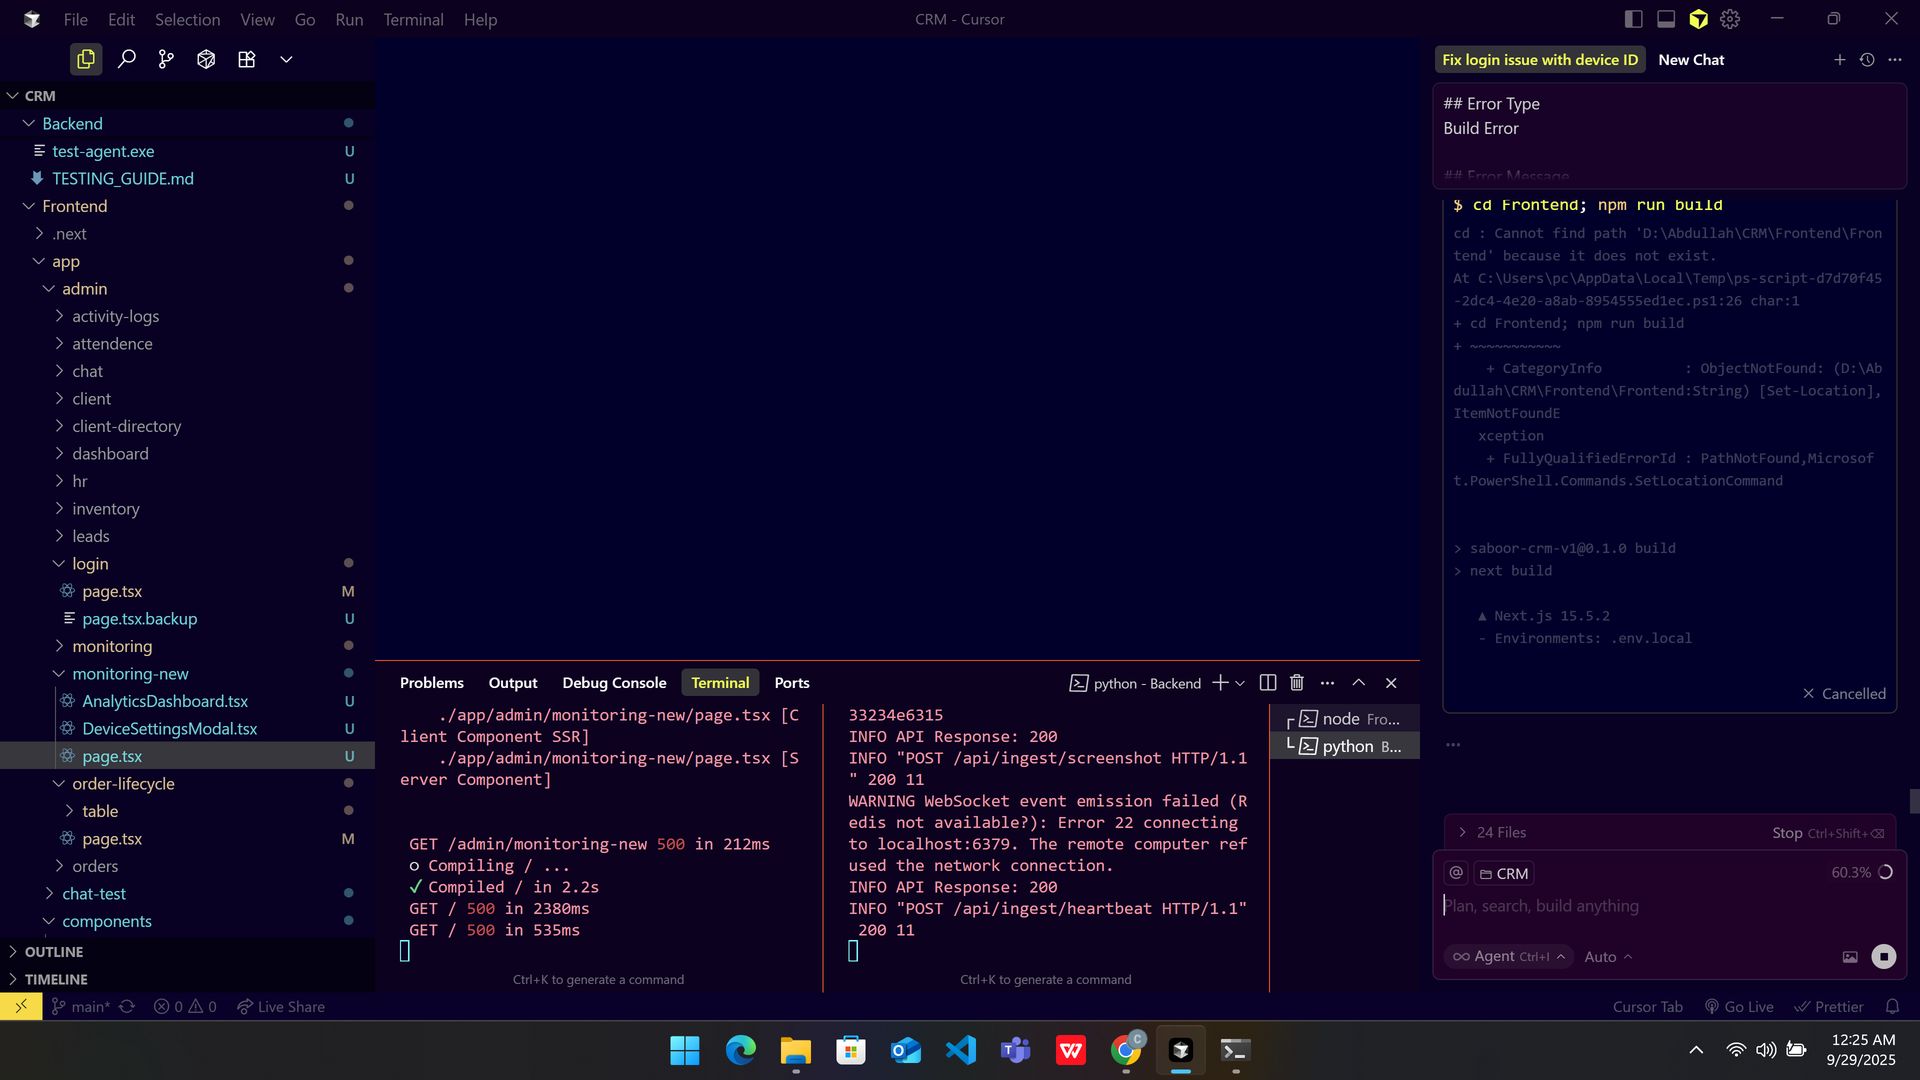 File Edit Selection View Go Run Terminal Help
CRM - Cursor
CRM
Backend
test-agent.exe U
TESTING_GUIDE.md U
Frontend
.next
app
admin
activity-logs
attendence
chat
client
client-directory
dashboard
hr
inventory
leads
login
page.tsx M
page.tsx.backup U
monitoring
monitoring-new
AnalyticsDashboard.tsx U
DeviceSettingsModal.tsx U
page.tsx U
order-lifecycle
table
page.tsx M
orders
chat-test
components
OUTLINE
TIMELINE
Problems Output Debug Console Terminal Ports
python - Backend
./app/admin/monitoring-new/page.tsx [C
lient Component SSR]
./app/admin/monitoring-new/page.tsx [S
erver Component]
GET /admin/monitoring-new 500 in 212ms
○ Compiling / ...
✓ Compiled / in 2.2s
GET / 500 in 2380ms
GET / 500 in 535ms
Ctrl+K to generate a command
33234e6315
INFO API Response: 200
INFO "POST /api/ingest/screenshot HTTP/1.1
" 200 11
WARNING WebSocket event emission failed (R
edis not available?): Error 22 connecting
to localhost:6379. The remote computer ref
used the network connection.
INFO API Response: 200
INFO "POST /api/ingest/heartbeat HTTP/1.1"
200 11
Ctrl+K to generate a command
node Fro...
python B...
Fix login issue with device ID New Chat
## Error Type
Build Error
## Error Message
$ cd Frontend; npm run build
cd : Cannot find path 'D:\Abdullah\CRM\Frontend\Fron
tend' because it does not exist.
At C:\Users\pc\AppData\Local\Temp\ps-script-d7d70f45
-2dc4-4e20-a8ab-8954555ed1ec.ps1:26 char:1
+ cd Frontend; npm run build
+ ~~~~~~~~~~~
+ CategoryInfo : ObjectNotFound: (D:\Ab
dullah\CRM\Frontend\Frontend:String) [Set-Location],
ItemNotFoundE
xception
+ FullyQualifiedErrorId : PathNotFound,Microsof
t.PowerShell.Commands.SetLocationCommand
> saboor-crm-v1@0.1.0 build
> next build
▲ Next.js 15.5.2
- Environments: .env.local
Cancelled
24 Files Stop Ctrl+Shift+⌫
@ CRM 60.3%
Plan, search, build anything
Agent Ctrl+I Auto
main* 0 0 Live Share
Cursor Tab Go Live Prettier
12:25 AM
9/29/2025